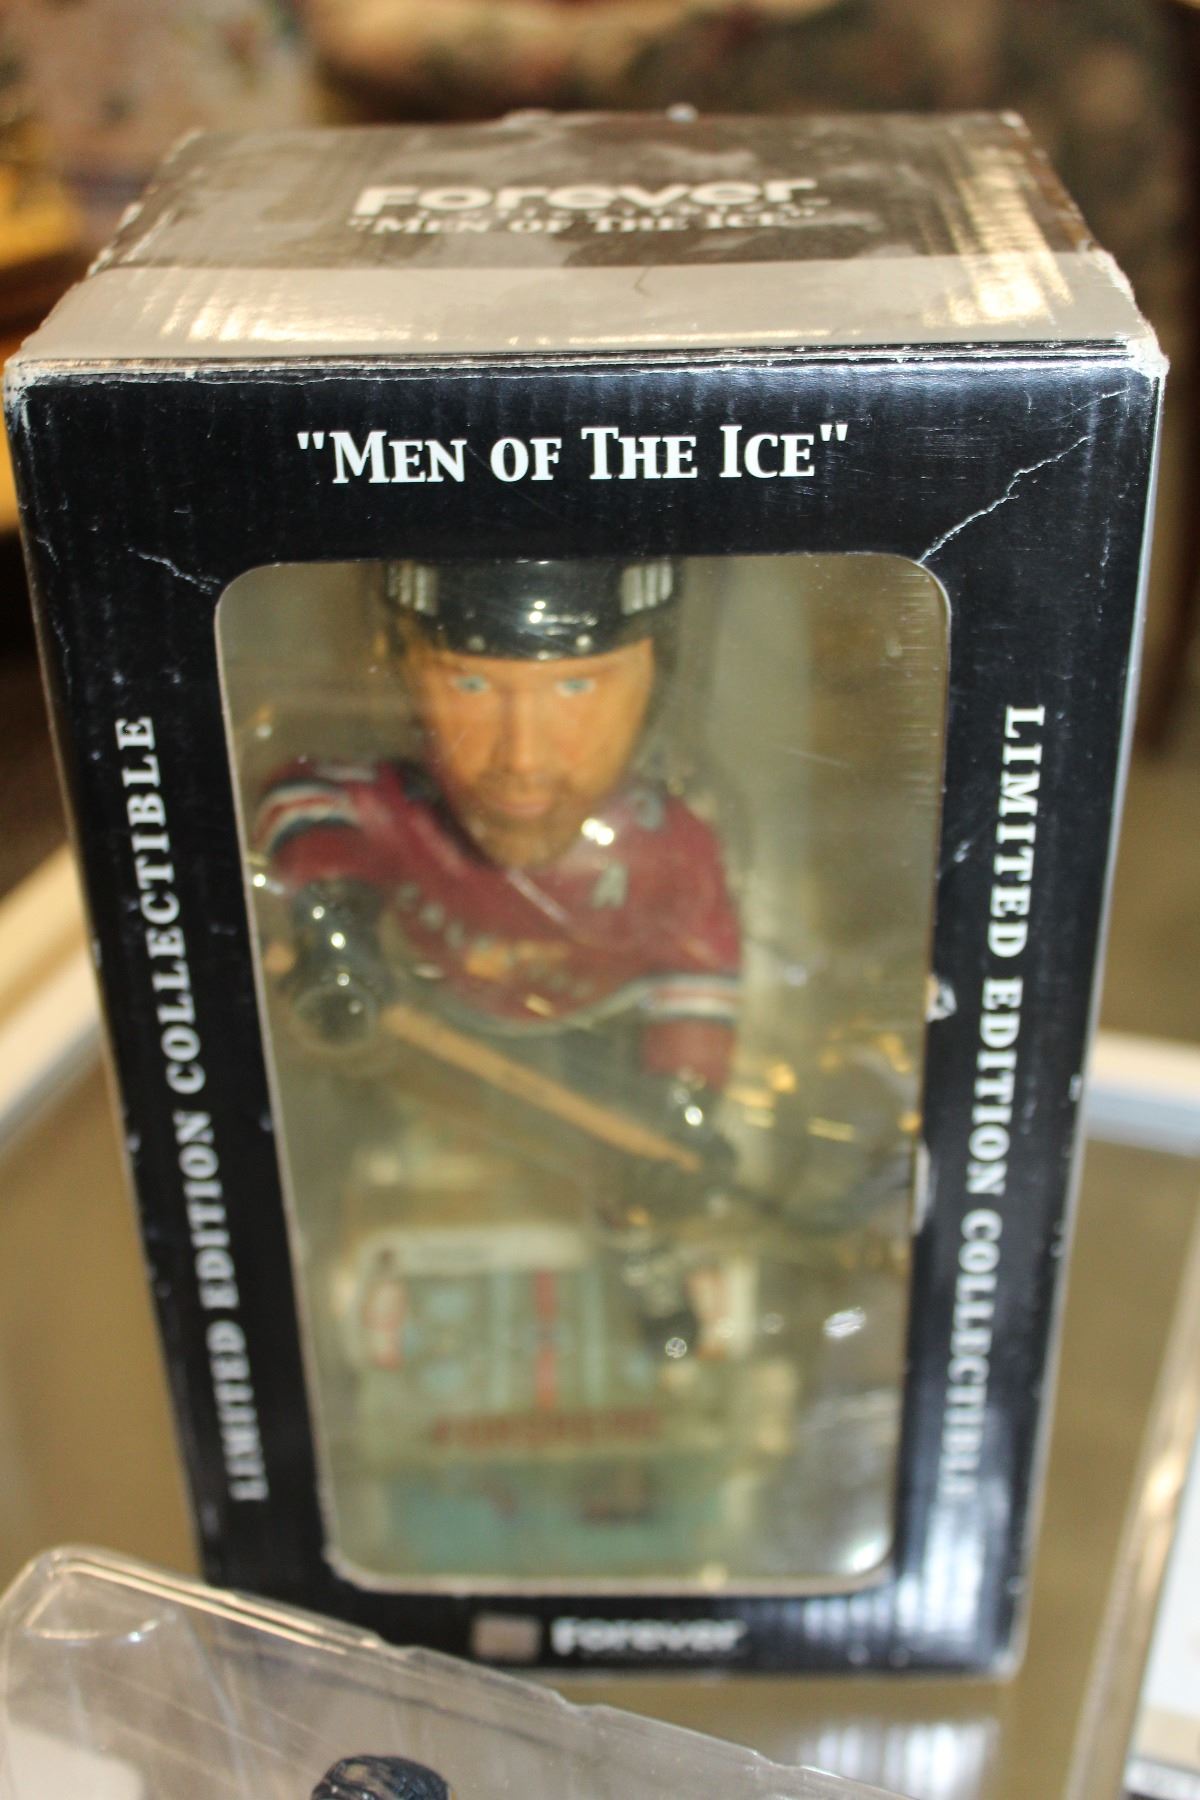 Forever
"MEN OF THE ICE"
"MEN OF THE ICE"
LIMITED EDITION COLLECTIBLE
LIMITED EDITION COLLECTIBLE
A
Forever